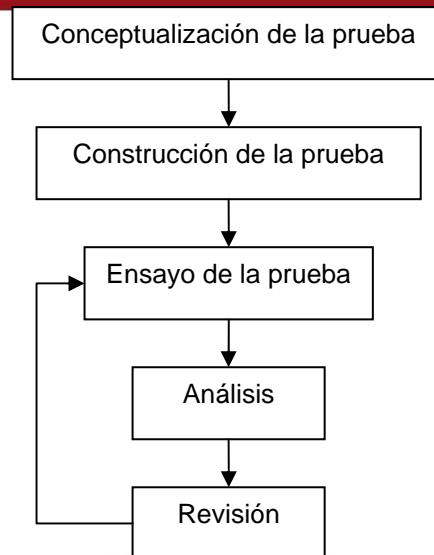 Conceptualización de la prueba
Construcción de la prueba
Ensayo de la prueba
Análisis
Revisión